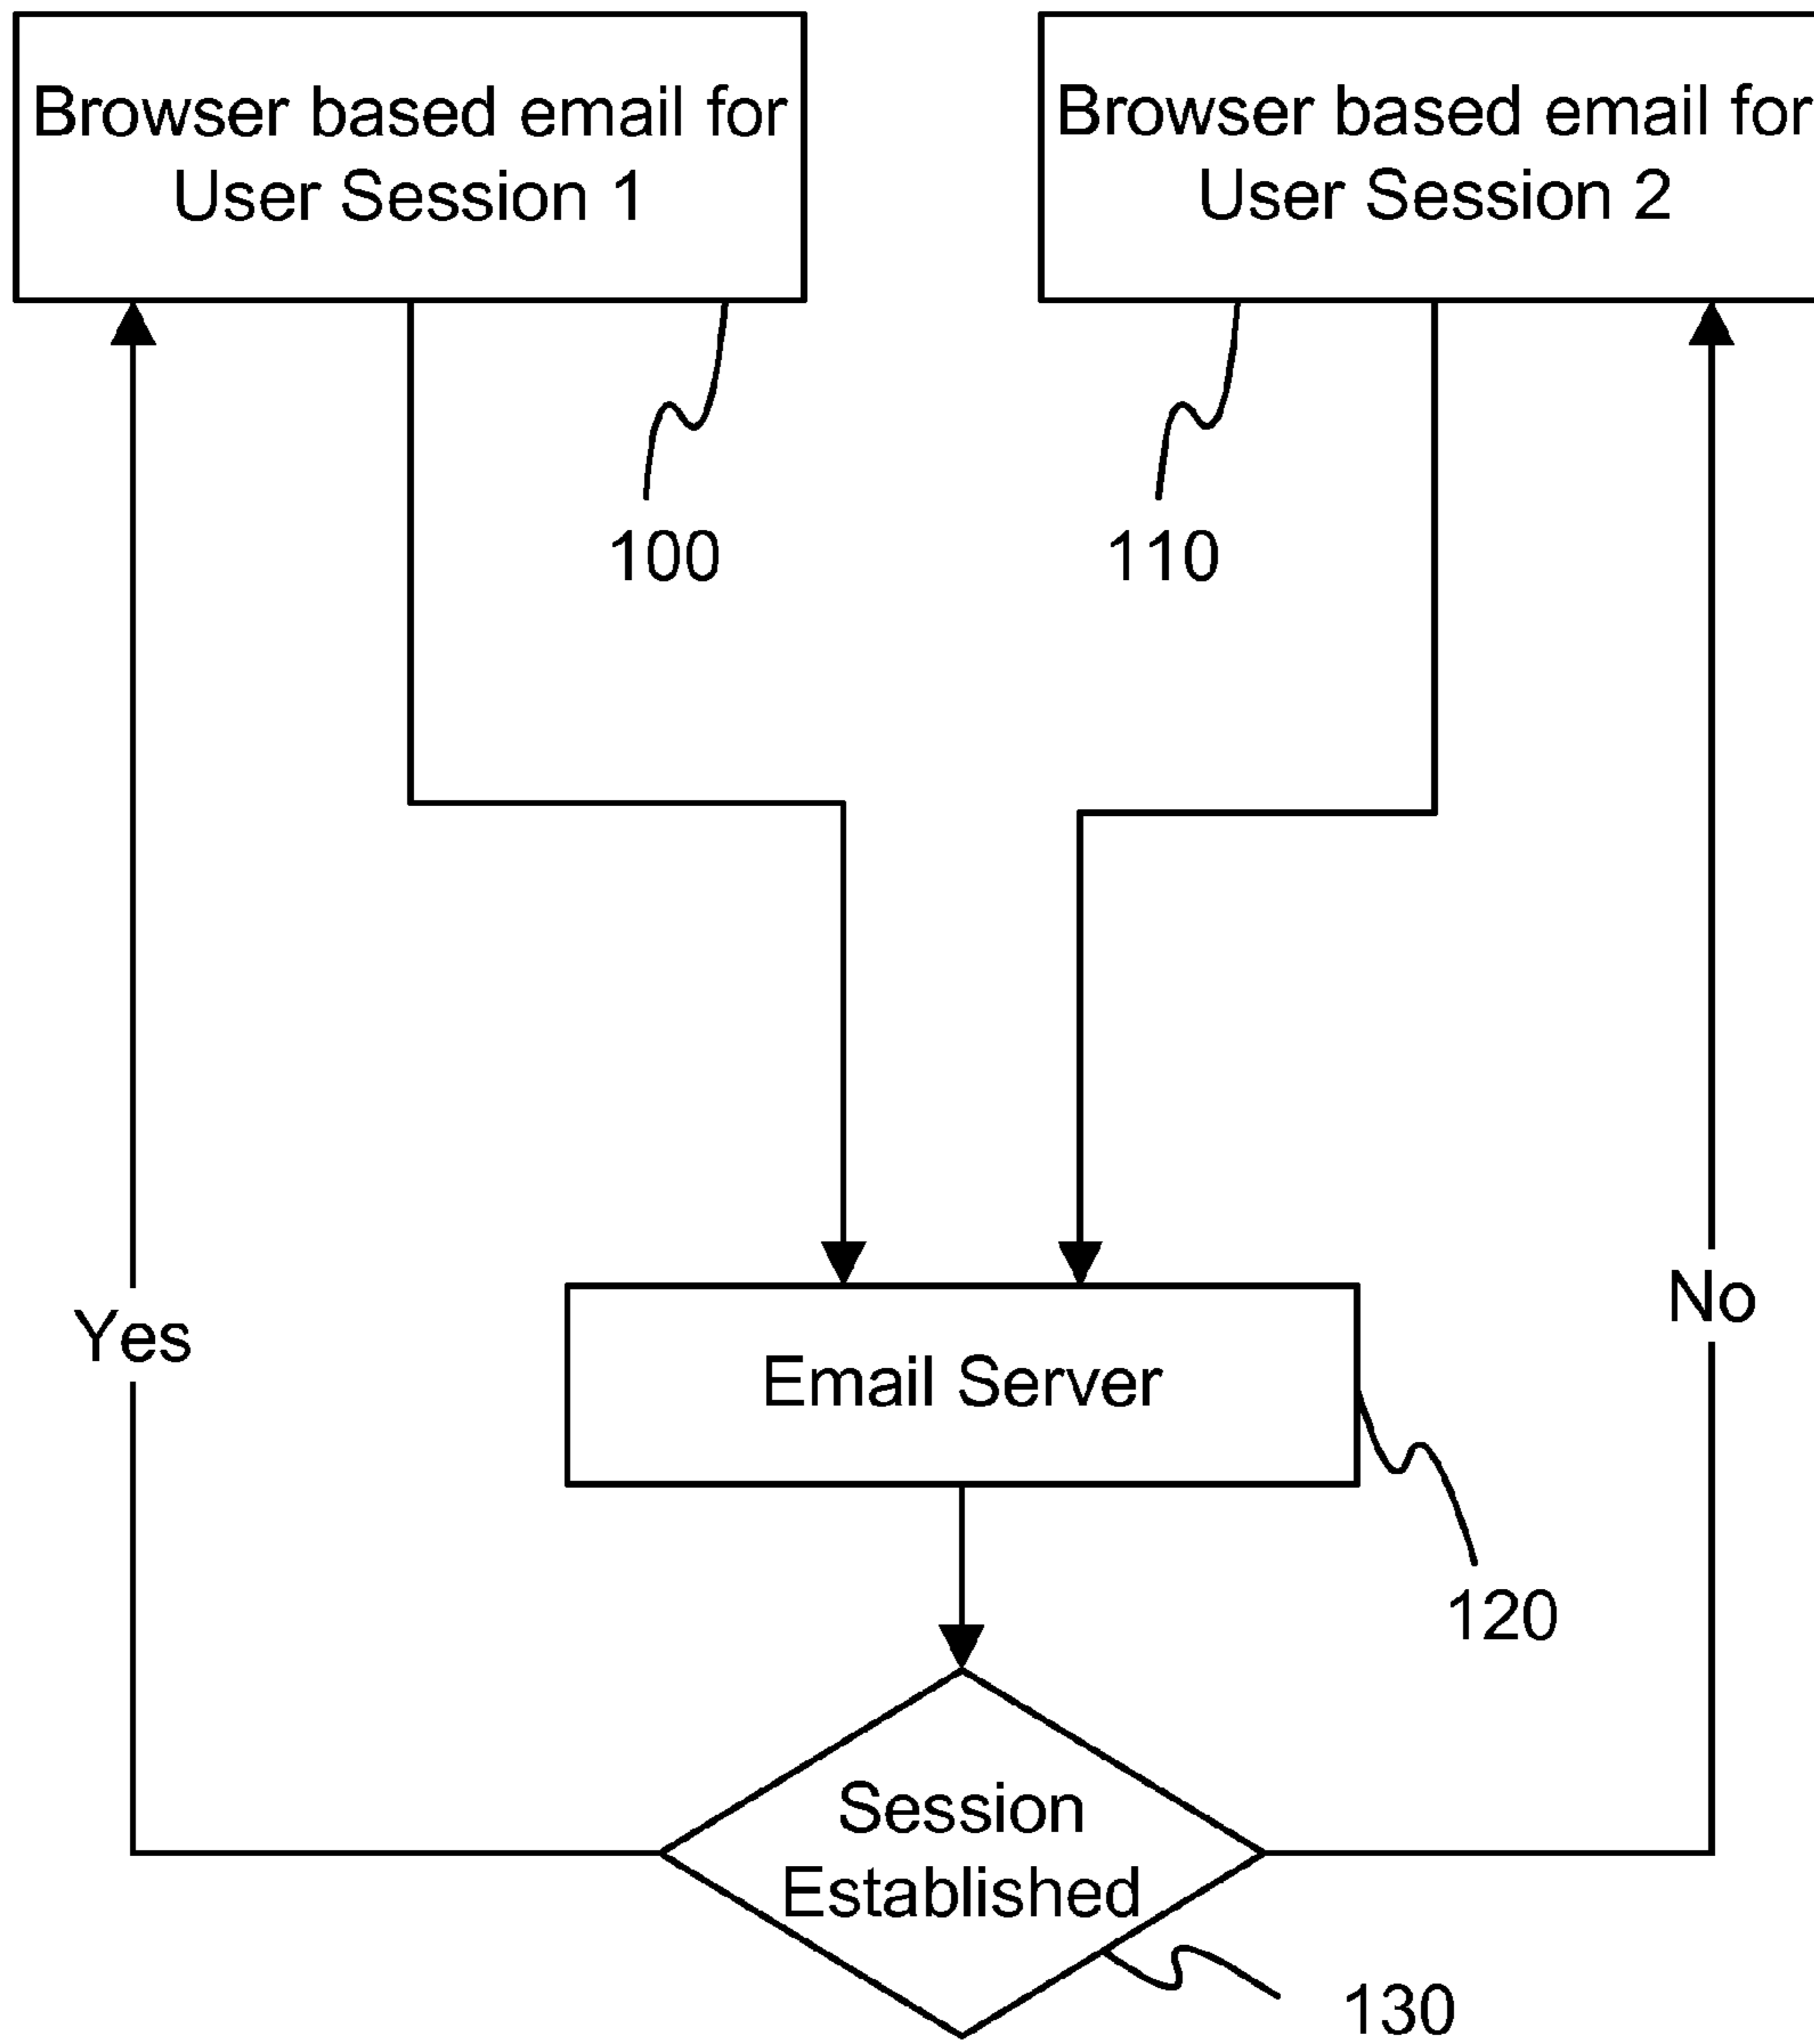 Browser based email for
User Session 1
Browser based email for
User Session 2
100
110
Yes
No
Email Server
120
Session
Established
130